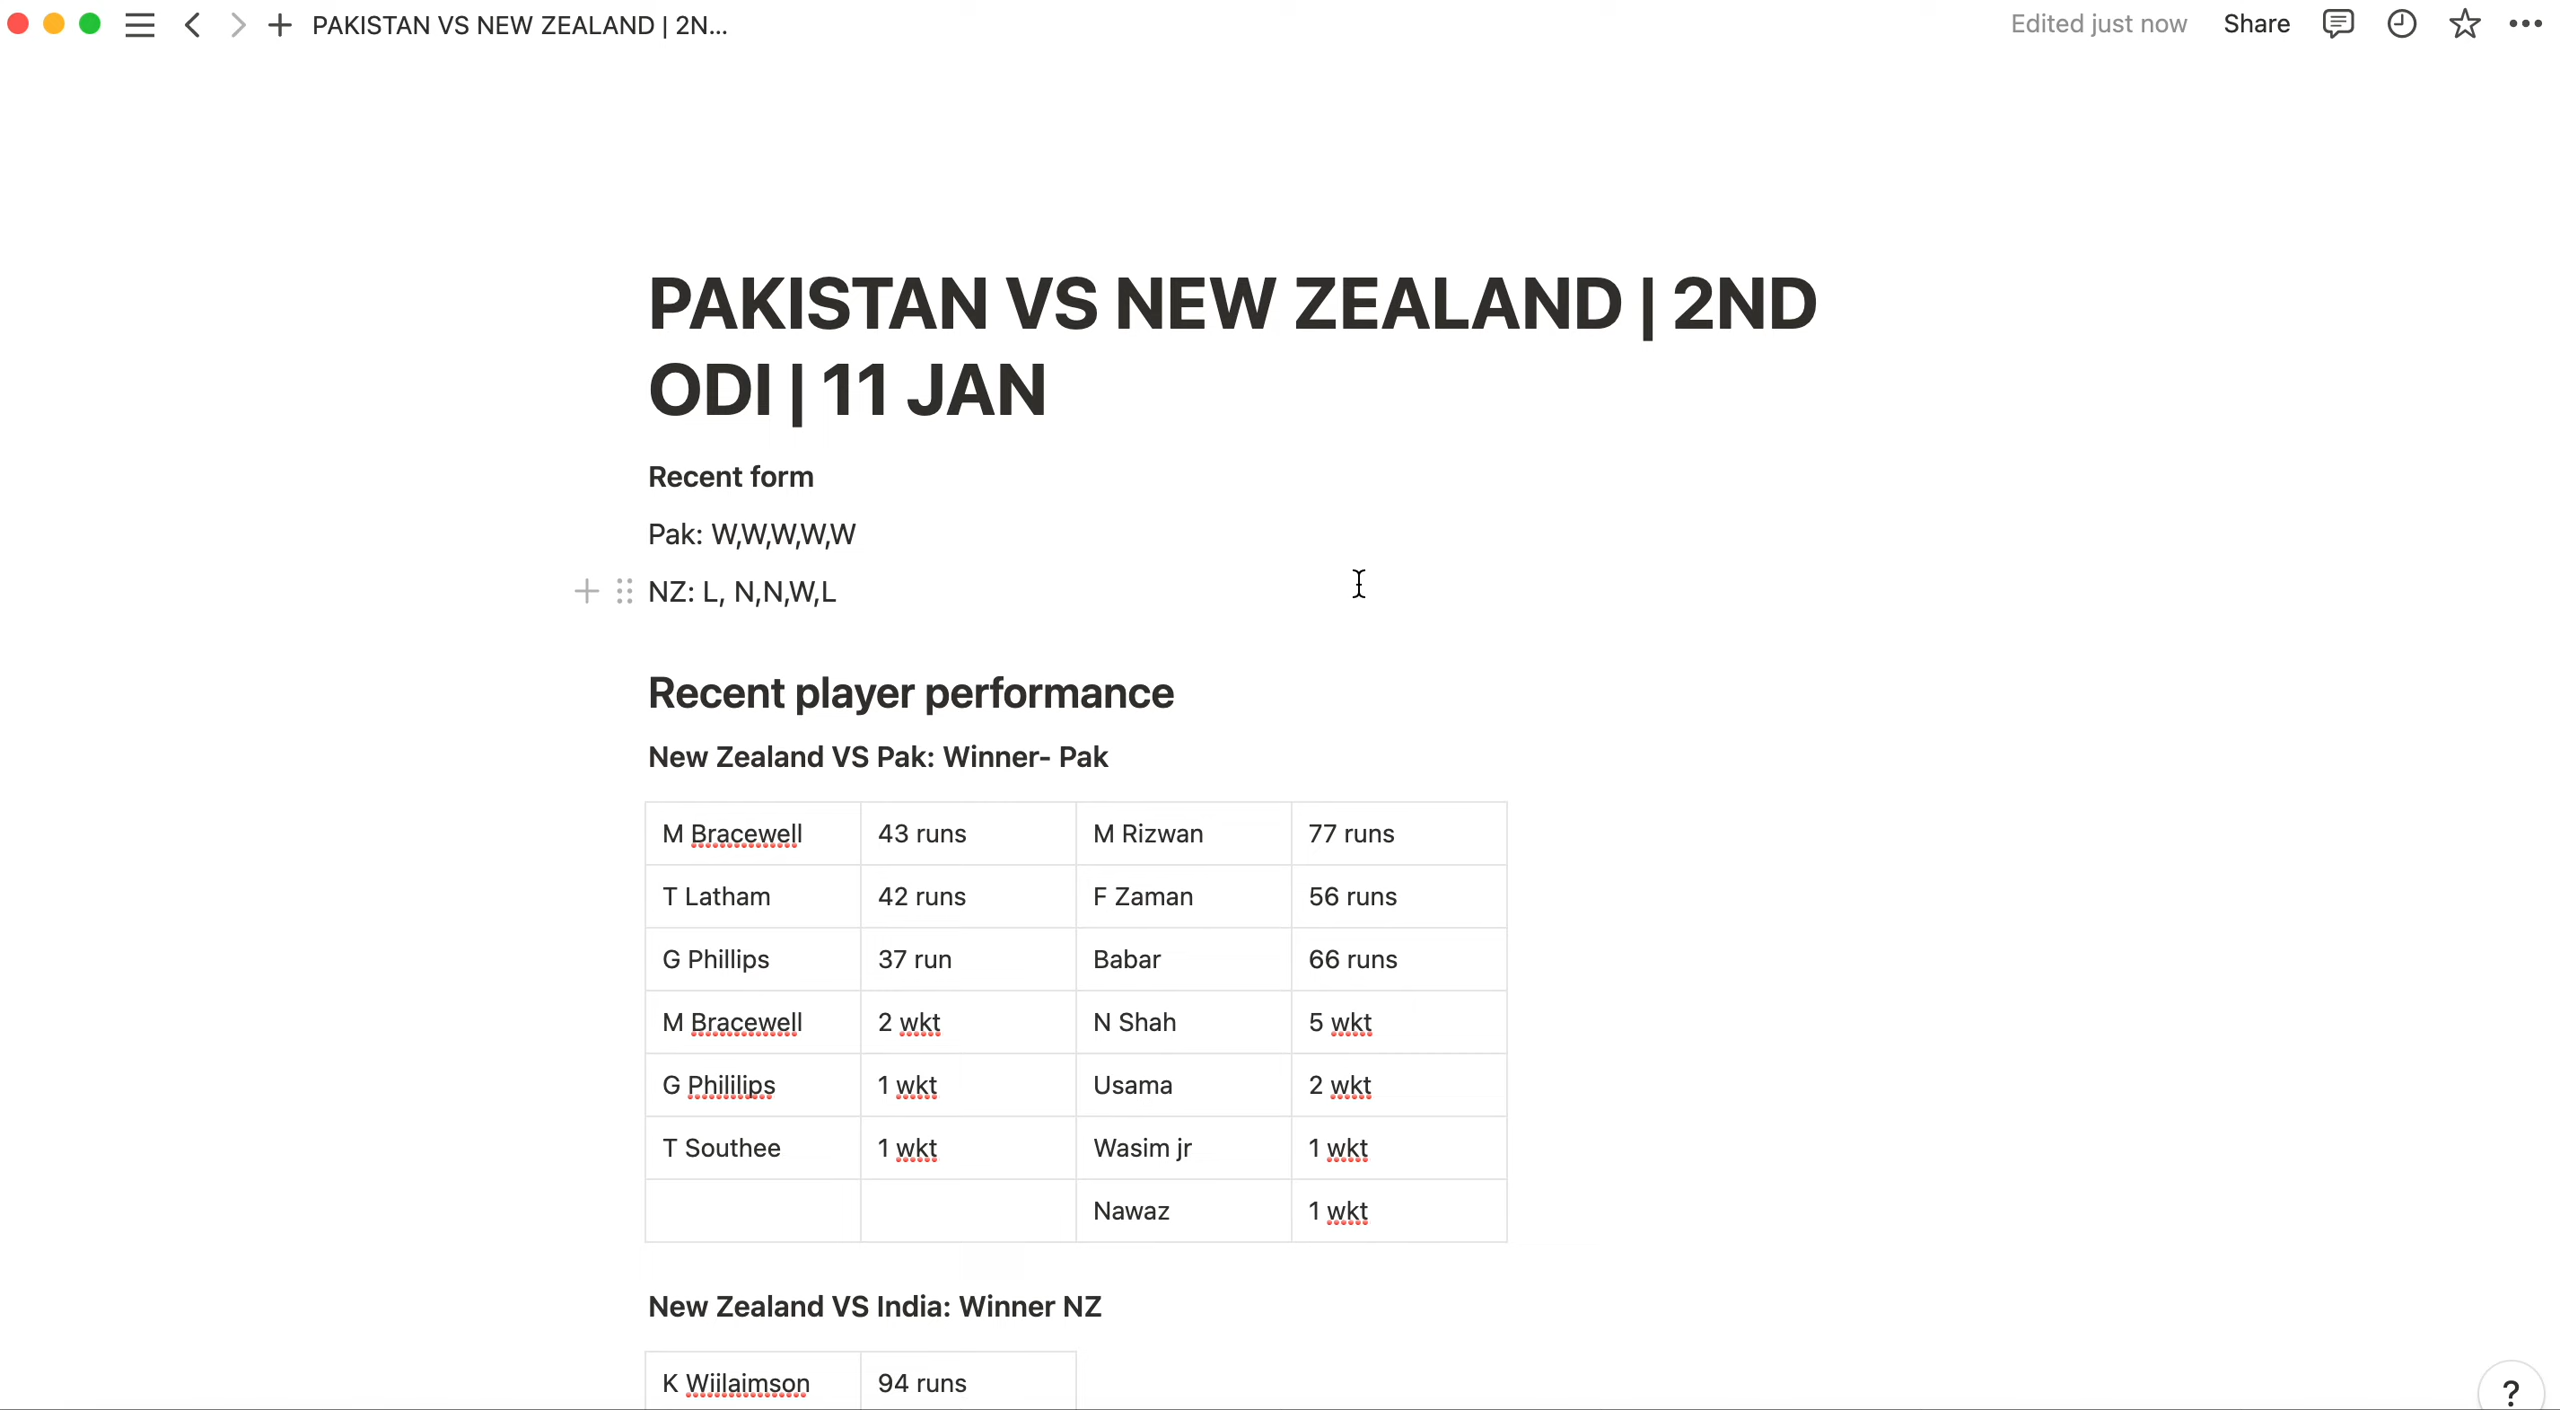 PAKISTAN VS NEW ZEALAND | 2N...
Edited just now
Share
PAKISTAN VS NEW ZEALAND | 2ND
ODI | 11 JAN
Recent form
Pak: W,W,W,W,W
NZ: L, N,N,W,L
Recent player performance
New Zealand VS Pak: Winner- Pak
M Bracewell 43 runs M Rizwan 77 runs
T Latham 42 runs F Zaman 56 runs
G Phillips 37 run Babar 66 runs
M Bracewell 2 wkt N Shah 5 wkt
G Phililips 1 wkt Usama 2 wkt
T Southee 1 wkt Wasim jr 1 wkt
Nawaz 1 wkt
New Zealand VS India: Winner NZ
K Wiilaimson 94 runs
?